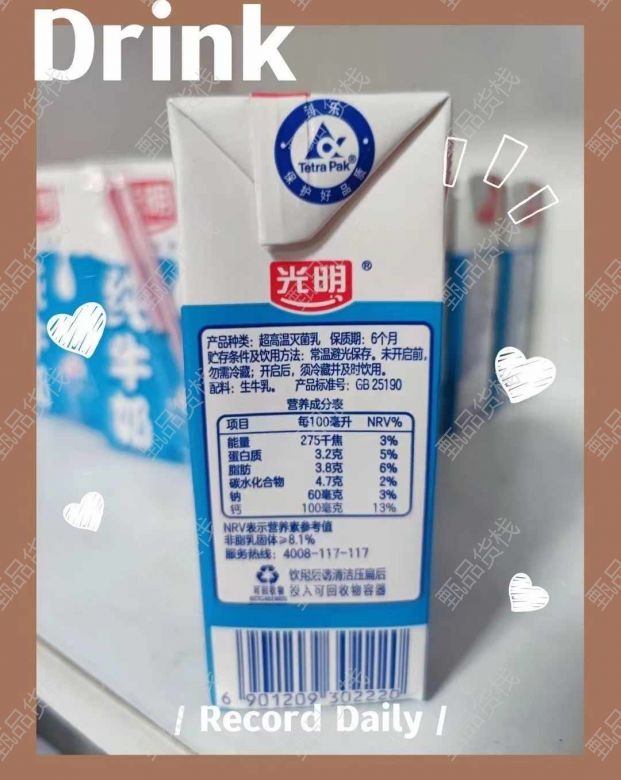 Drink
利乐
Tetra Pak®
保护好品质
光明®
光明
纯牛奶
产品种类：超高温灭菌乳 保质期：6个月
贮存条件及饮用方法：常温避光保存。未开启前，
勿需冷藏；开启后，须冷藏并及时饮用。
配料：生牛乳。 产品标准号：GB 25190
营养成分表
项目 每100毫升 NRV%
能量 275千焦 3%
蛋白质 3.2克 5%
脂肪 3.8克 6%
碳水化合物 4.7克 2%
钠 60毫克 3%
钙 100毫克 13%
NRV表示营养素参考值
非脂乳固体≥8.1%
服务热线：4008-117-117
可回收物
饮用后请清洁压扁后
投入可回收物容器
6 901209 302220
/ Record Daily /
甄品货栈